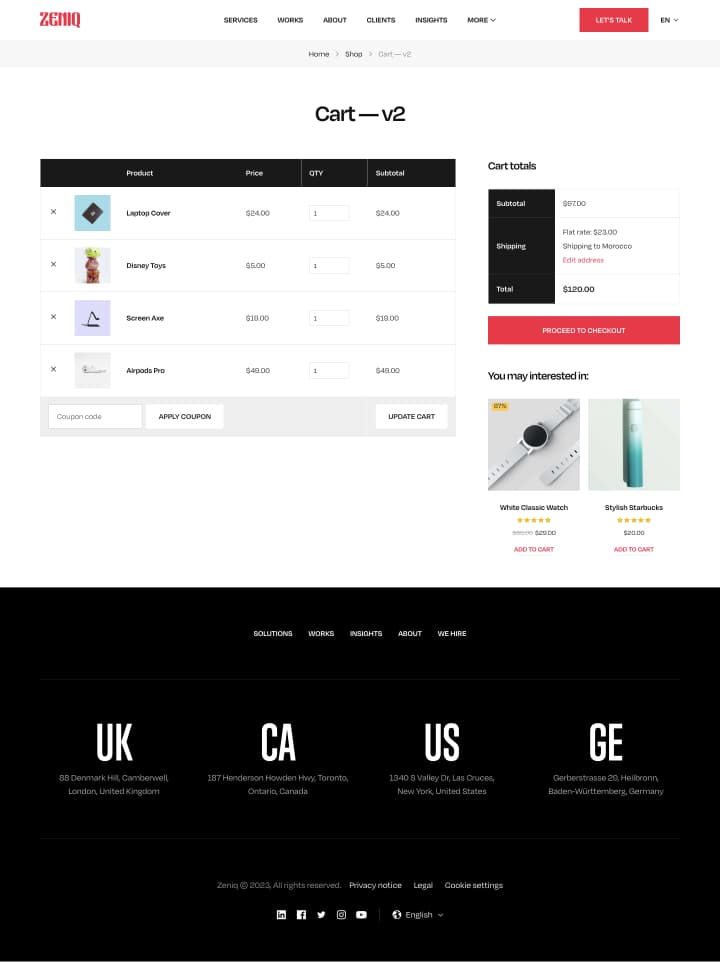 ZENIQ
SERVICES WORKS ABOUT CLIENTS INSIGHTS MORE
LET'S TALK
EN
Home Shop Cart — v2
Cart — v2
Product Price QTY Subtotal
Laptop Cover $24.00 1 $24.00
Disney Toys $5.00 1 $5.00
Screen Axe $19.00 1 $19.00
Airpods Pro $49.00 1 $49.00
Coupon code APPLY COUPON UPDATE CART
Cart totals
Subtotal $97.00
Shipping
Flat rate: $23.00
Shipping to Morocco
Edit address
Total $120.00
PROCEED TO CHECKOUT
You may interested in:
White Classic Watch
$29.00
ADD TO CART
Stylish Starbucks
$20.00
ADD TO CART
SOLUTIONS WORKS INSIGHTS ABOUT WE HIRE
UK
88 Denmark Hill, Camberwell,
London, United Kingdom
CA
187 Henderson Howden Hwy, Toronto,
Ontario, Canada
US
1340 S Valley Dr, Las Cruces,
New York, United States
GE
Gerberstrasse 29, Heilbronn,
Baden-Württemberg, Germany
Zeniq © 2023, All rights reserved. Privacy notice Legal Cookie settings
English